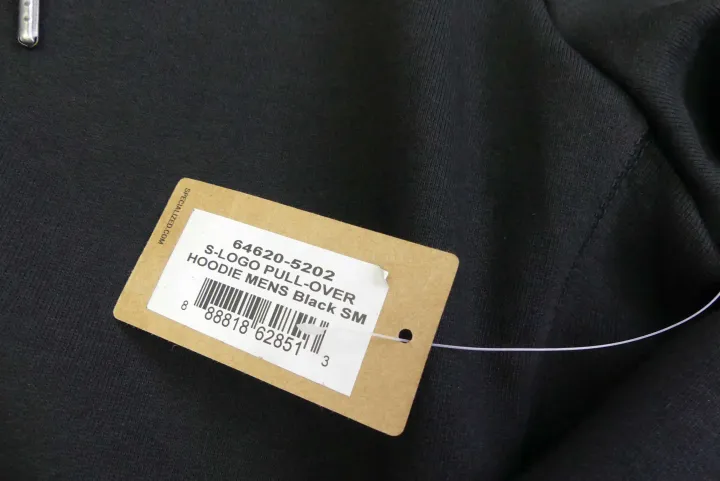 SPECIALIZED.COM
64620-5202
S-LOGO PULL-OVER
HOODIE MENS Black SM
8 88818 62851 3